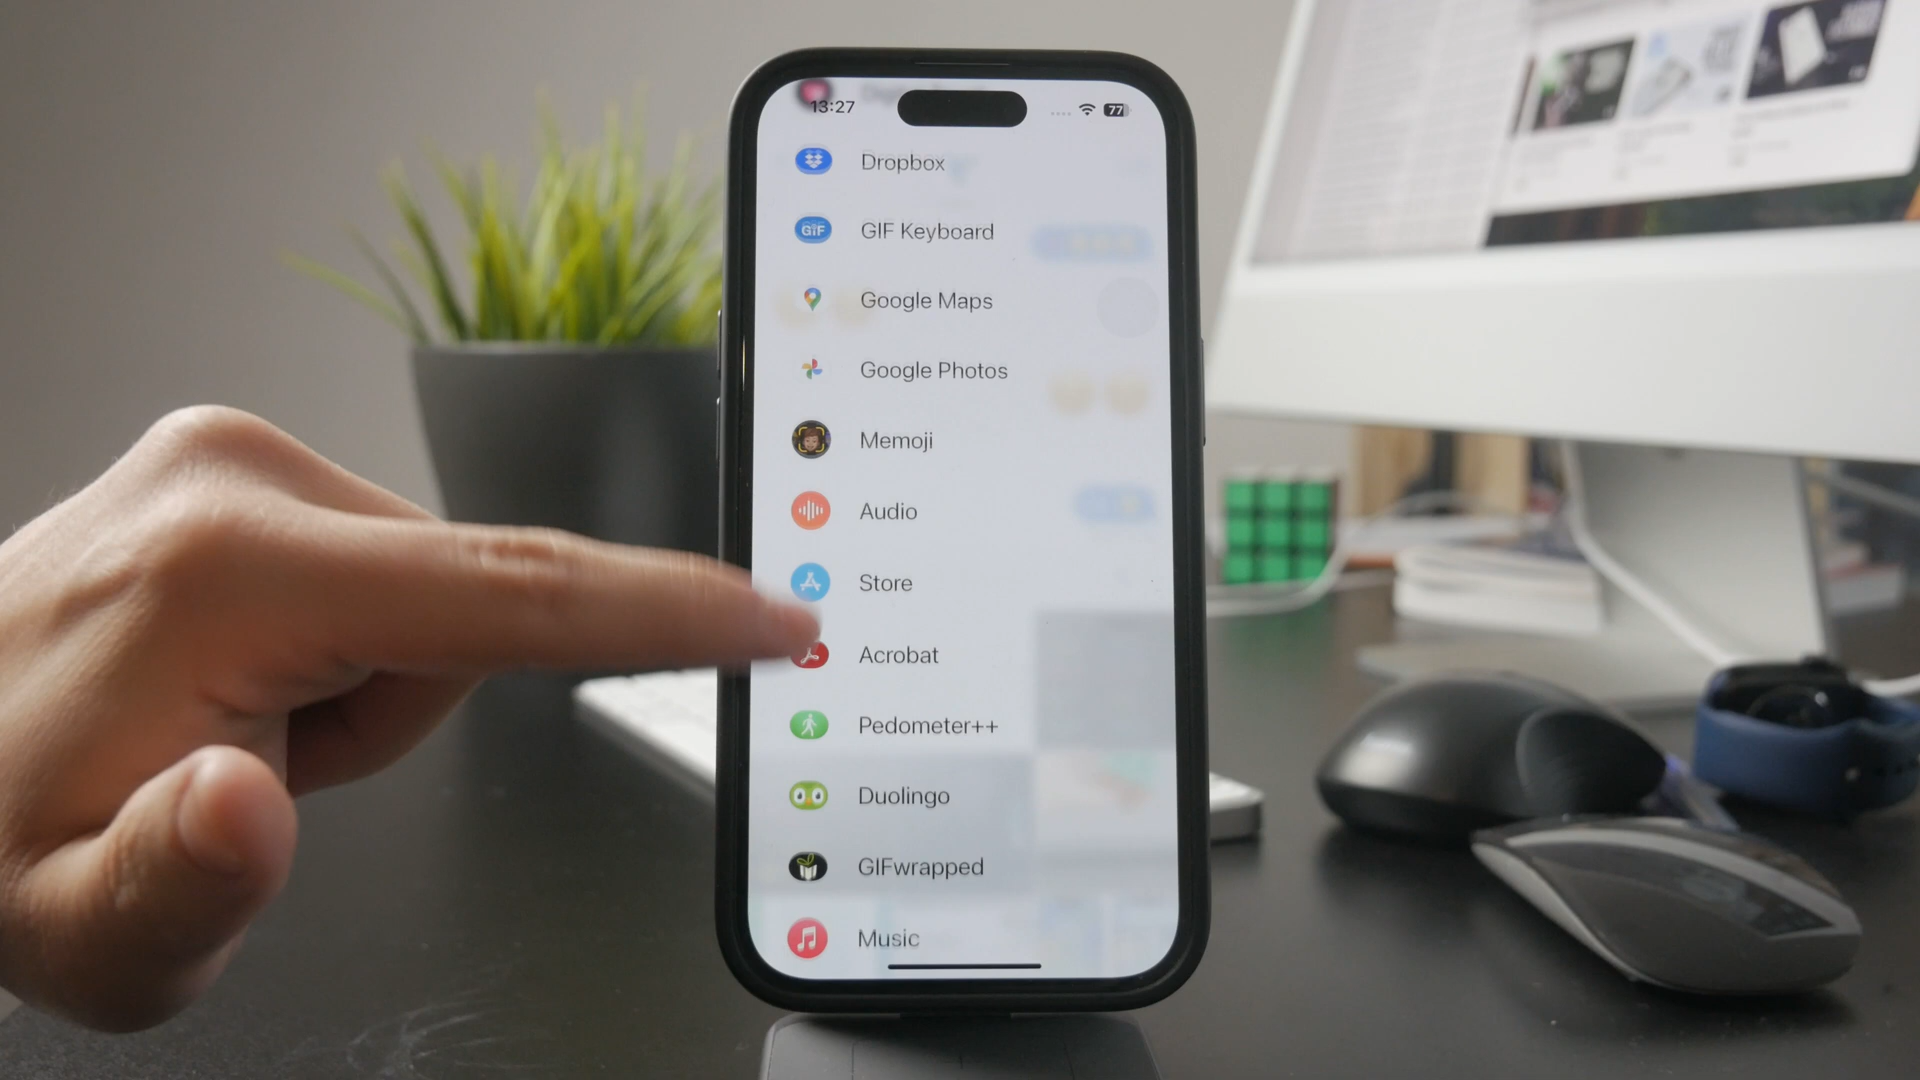 13:27
77
Dropbox
GIF
GIF Keyboard
Google Maps
Google Photos
Memoji
Audio
Store
Acrobat
Pedometer++
Duolingo
GIFwrapped
Music